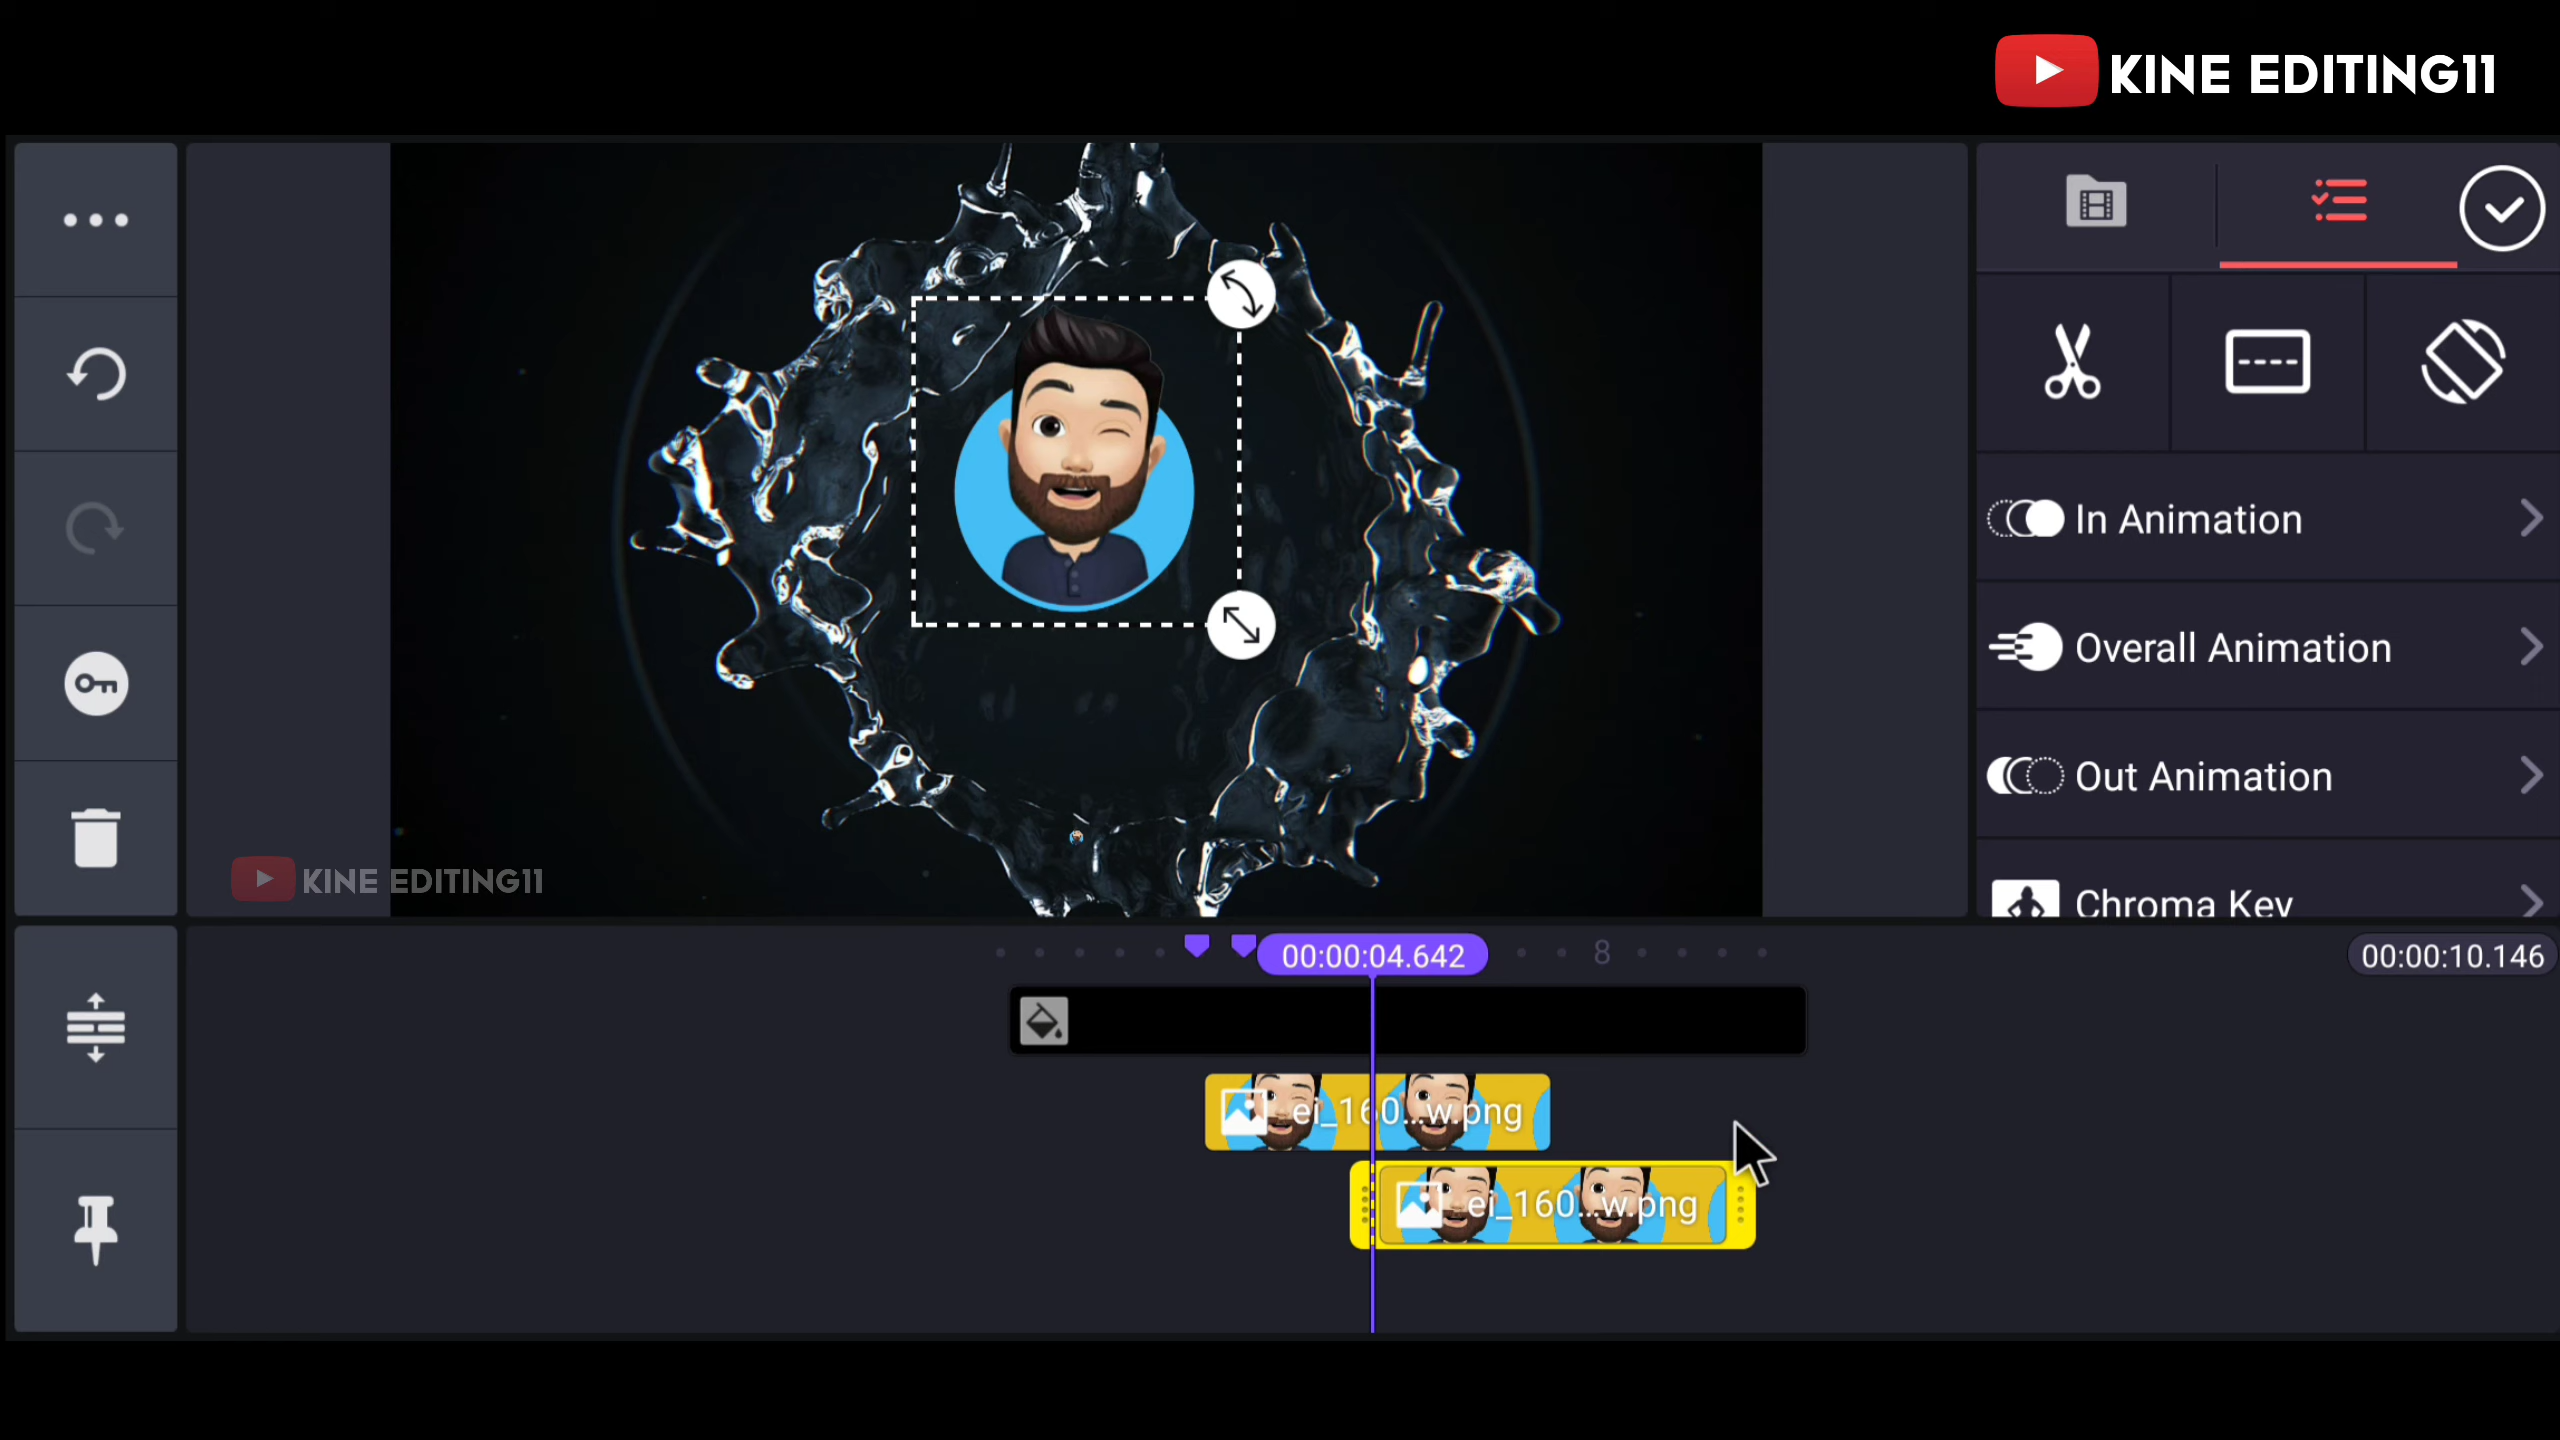 KINE EDITING11
In Animation
Overall Animation
Out Animation
Chroma Key
KINE EDITING11
00:00:04.642
8
00:00:10.146
ei_160...w.png
ei_160...w.png